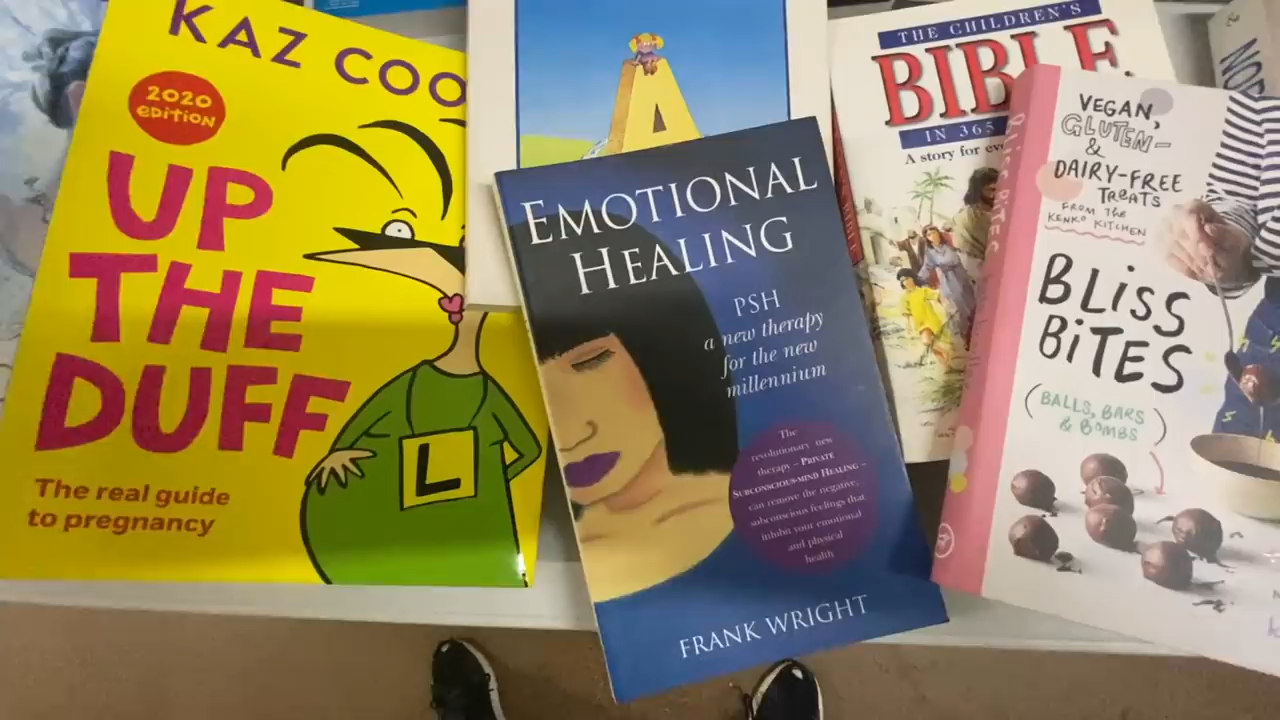 KAZ COO
2020
EDITION
UP
THE
DUFF
The real guide
to pregnancy
L
A
EMOTIONAL
HEALING
PSH
a new therapy
for the new
millennium
The
revolutionary new
therapy – PRIVATE
SUBCONSCIOUS-MIND HEALING –
can remove the negative,
subconscious feelings that
inhibit your emotional
and physical
health
FRANK WRIGHT
THE CHILDREN'S
BIBLE
IN 365
A story for
BLISS BITES
VEGAN,
GLUTEN-
&
DAIRY-FREE
TREATS
FROM THE
KENKO KITCHEN
BLiSS
BiTES
(BALLS, BARS
& BOMBS)